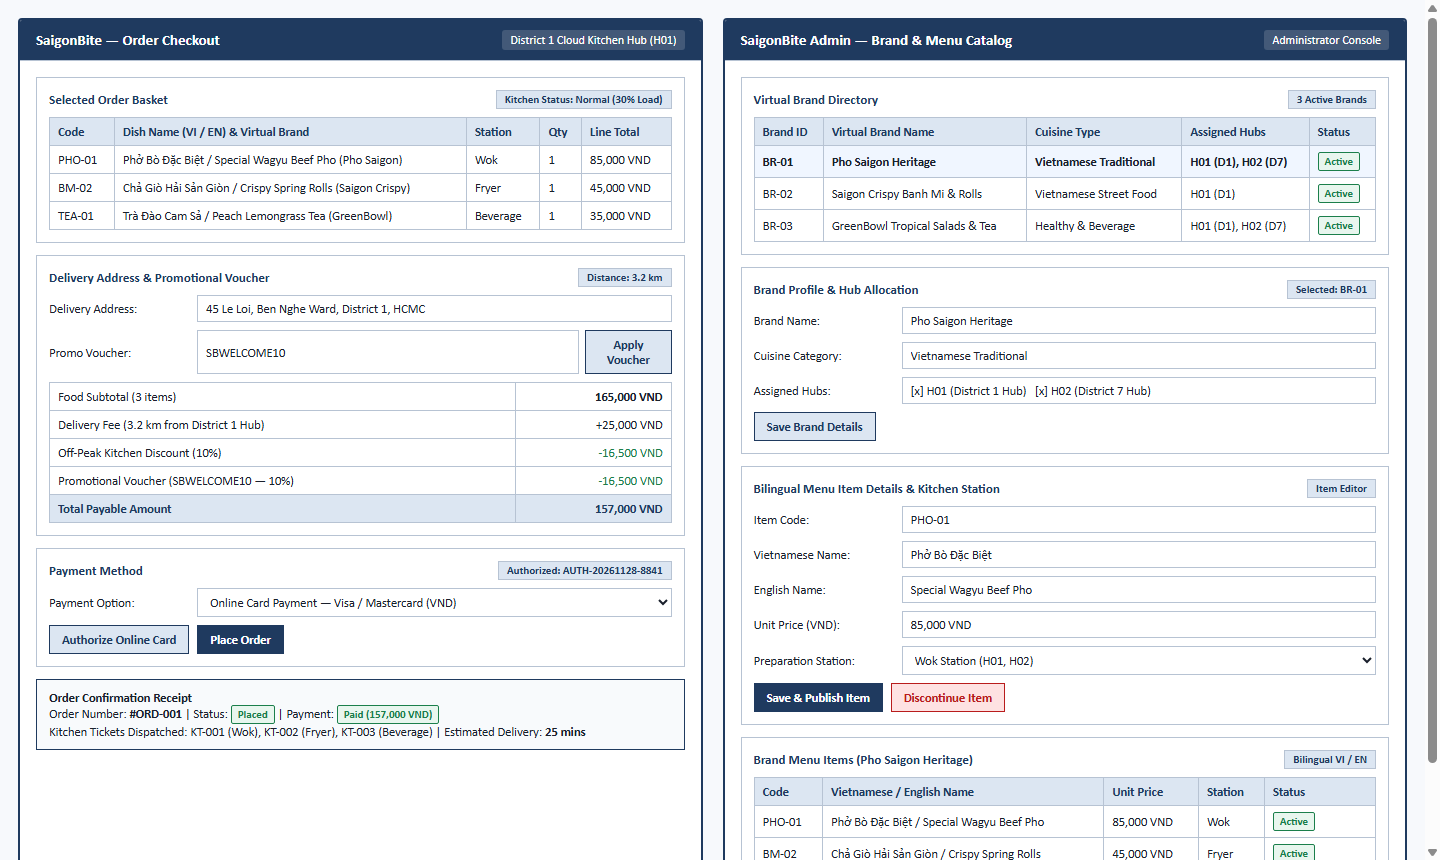 SaigonBite — Order Checkout
District 1 Cloud Kitchen Hub (H01)
Selected Order Basket
Kitchen Status: Normal (30% Load)
Code Dish Name (VI / EN) & Virtual Brand Station Qty Line Total
PHO-01 Phở Bò Đặc Biệt / Special Wagyu Beef Pho (Pho Saigon) Wok 1 85,000 VND
BM-02 Chả Giò Hải Sản Giòn / Crispy Spring Rolls (Saigon Crispy) Fryer 1 45,000 VND
TEA-01 Trà Đào Cam Sả / Peach Lemongrass Tea (GreenBowl) Beverage 1 35,000 VND
Delivery Address & Promotional Voucher
Distance: 3.2 km
Delivery Address: 45 Le Loi, Ben Nghe Ward, District 1, HCMC
Promo Voucher: SBWELCOME10
Apply
Voucher
Food Subtotal (3 items) 165,000 VND
Delivery Fee (3.2 km from District 1 Hub) +25,000 VND
Off-Peak Kitchen Discount (10%) -16,500 VND
Promotional Voucher (SBWELCOME10 — 10%) -16,500 VND
Total Payable Amount 157,000 VND
Payment Method
Authorized: AUTH-20261128-8841
Payment Option: Online Card Payment — Visa / Mastercard (VND)
Authorize Online Card Place Order
Order Confirmation Receipt
Order Number: #ORD-001 | Status: Placed | Payment: Paid (157,000 VND)
Kitchen Tickets Dispatched: KT-001 (Wok), KT-002 (Fryer), KT-003 (Beverage) | Estimated Delivery: 25 mins
SaigonBite Admin — Brand & Menu Catalog
Administrator Console
Virtual Brand Directory
3 Active Brands
Brand ID Virtual Brand Name Cuisine Type Assigned Hubs Status
BR-01 Pho Saigon Heritage Vietnamese Traditional H01 (D1), H02 (D7) Active
BR-02 Saigon Crispy Banh Mi & Rolls Vietnamese Street Food H01 (D1) Active
BR-03 GreenBowl Tropical Salads & Tea Healthy & Beverage H01 (D1), H02 (D7) Active
Brand Profile & Hub Allocation
Selected: BR-01
Brand Name: Pho Saigon Heritage
Cuisine Category: Vietnamese Traditional
Assigned Hubs: [x] H01 (District 1 Hub) [x] H02 (District 7 Hub)
Save Brand Details
Bilingual Menu Item Details & Kitchen Station
Item Editor
Item Code: PHO-01
Vietnamese Name: Phở Bò Đặc Biệt
English Name: Special Wagyu Beef Pho
Unit Price (VND): 85,000 VND
Preparation Station: Wok Station (H01, H02)
Save & Publish Item Discontinue Item
Brand Menu Items (Pho Saigon Heritage)
Bilingual VI / EN
Code Vietnamese / English Name Unit Price Station Status
PHO-01 Phở Bò Đặc Biệt / Special Wagyu Beef Pho 85,000 VND Wok Active
BM-02 Chả Giò Hải Sản Giòn / Crispy Spring Rolls 45,000 VND Fryer Active